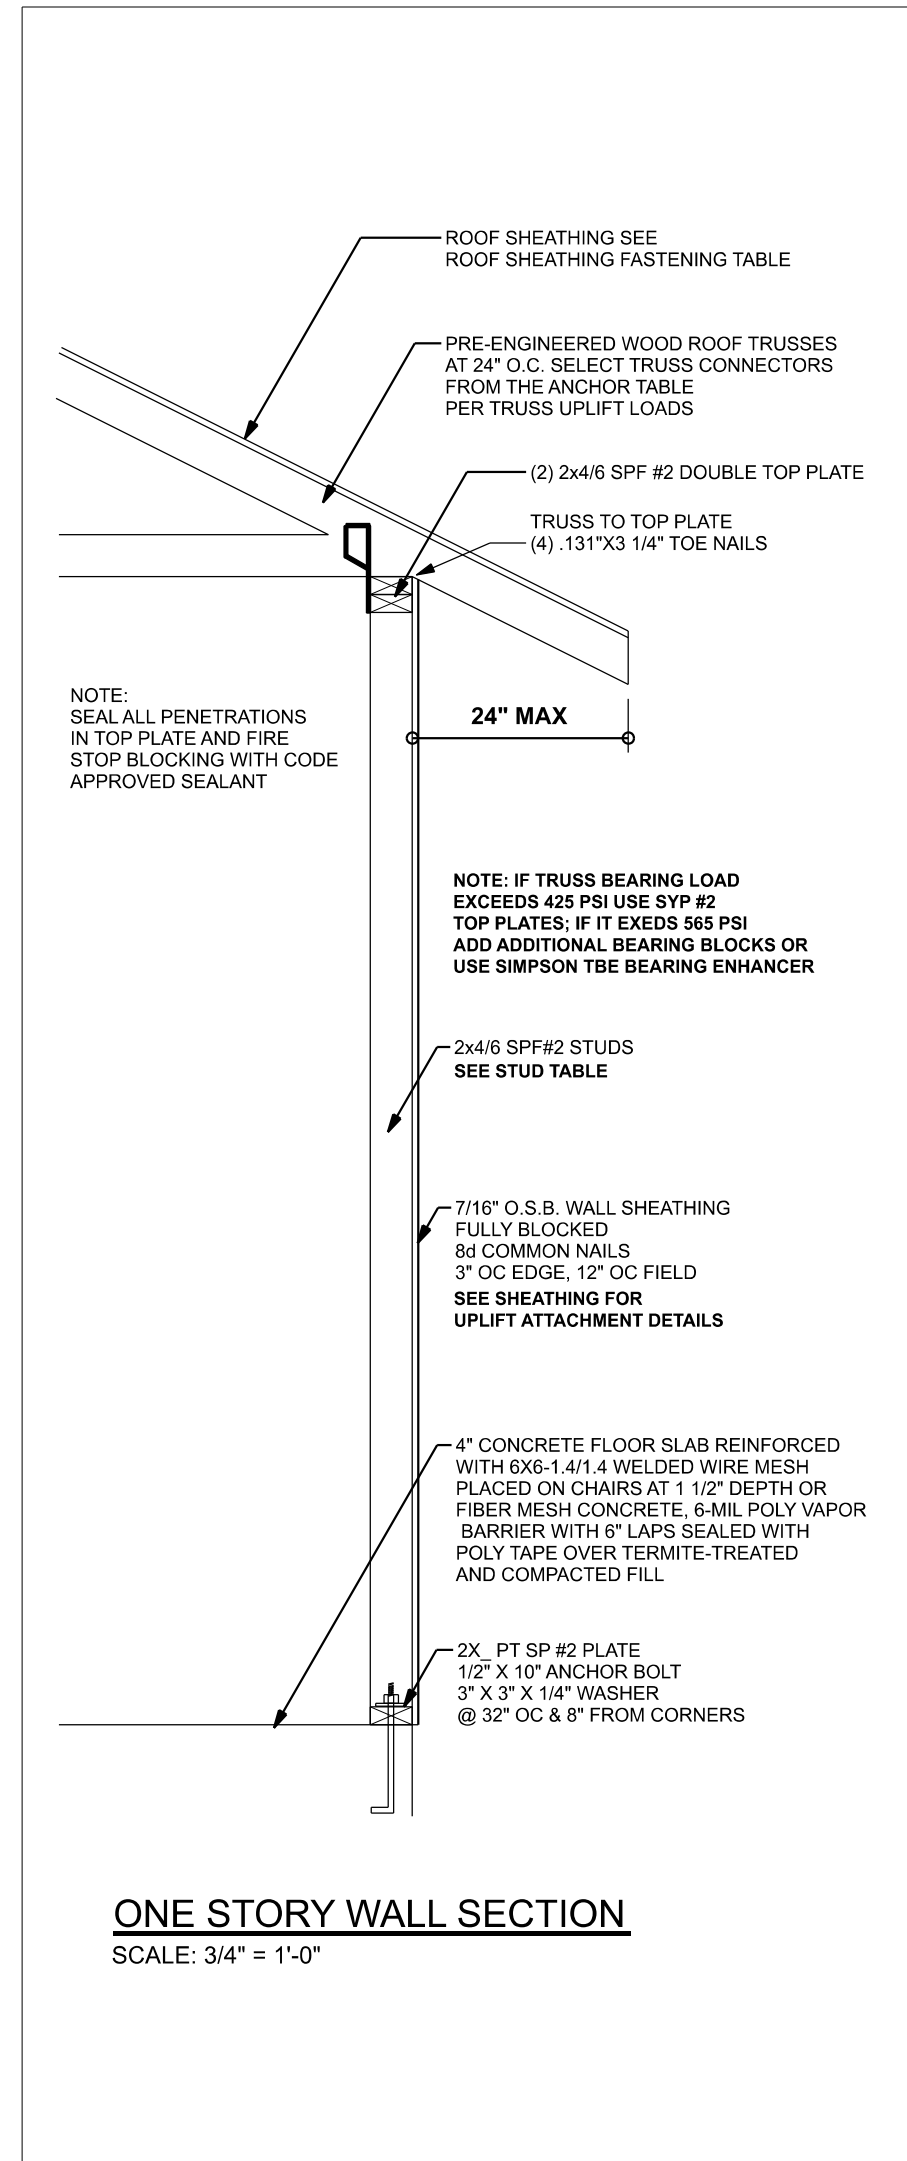 ROOF SHEATHING SEE
ROOF SHEATHING FASTENING TABLE
PRE-ENGINEERED WOOD ROOF TRUSSES
AT 24" O.C. SELECT TRUSS CONNECTORS
FROM THE ANCHOR TABLE
PER TRUSS UPLIFT LOADS
(2) 2x4/6 SPF #2 DOUBLE TOP PLATE
TRUSS TO TOP PLATE
(4) .131"X3 1/4" TOE NAILS
NOTE:
SEAL ALL PENETRATIONS
IN TOP PLATE AND FIRE
STOP BLOCKING WITH CODE
APPROVED SEALANT
24" MAX
NOTE: IF TRUSS BEARING LOAD
EXCEEDS 425 PSI USE SYP #2
TOP PLATES; IF IT EXEDS 565 PSI
ADD ADDITIONAL BEARING BLOCKS OR
USE SIMPSON TBE BEARING ENHANCER
2x4/6 SPF#2 STUDS
SEE STUD TABLE
7/16" O.S.B. WALL SHEATHING
FULLY BLOCKED
8d COMMON NAILS
3" OC EDGE, 12" OC FIELD
SEE SHEATHING FOR
UPLIFT ATTACHMENT DETAILS
4" CONCRETE FLOOR SLAB REINFORCED
WITH 6X6-1.4/1.4 WELDED WIRE MESH
PLACED ON CHAIRS AT 1 1/2" DEPTH OR
FIBER MESH CONCRETE, 6-MIL POLY VAPOR
BARRIER WITH 6" LAPS SEALED WITH
POLY TAPE OVER TERMITE-TREATED
AND COMPACTED FILL
2X_ PT SP #2 PLATE
1/2" X 10" ANCHOR BOLT
3" X 3" X 1/4" WASHER
@ 32" OC & 8" FROM CORNERS
ONE STORY WALL SECTION
SCALE: 3/4" = 1'-0"